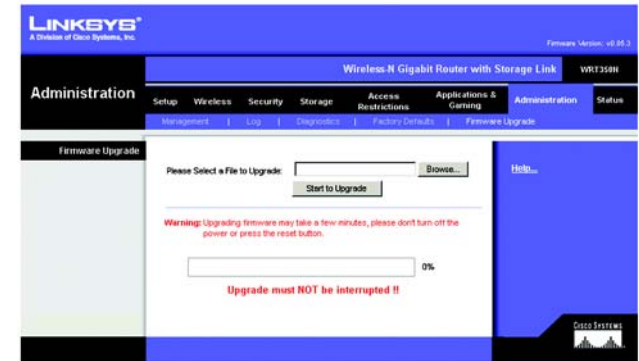 LINKSYS®
A Division of Cisco Systems, Inc.
Firmware Version: v0.05.3
Wireless-N Gigabit Router with Storage Link WRT350N
Administration
Setup Wireless Security Storage Access Restrictions Applications & Gaming Administration Status
Management | Log | Diagnostics | Factory Defaults | Firmware Upgrade
Firmware Upgrade
Please Select a File to Upgrade: Browse...
Start to Upgrade
Help...
Warning: Upgrading firmware may take a few minutes, please don't turn off the
power or press the reset button.
0%
Upgrade must NOT be interrupted !!
CISCO SYSTEMS